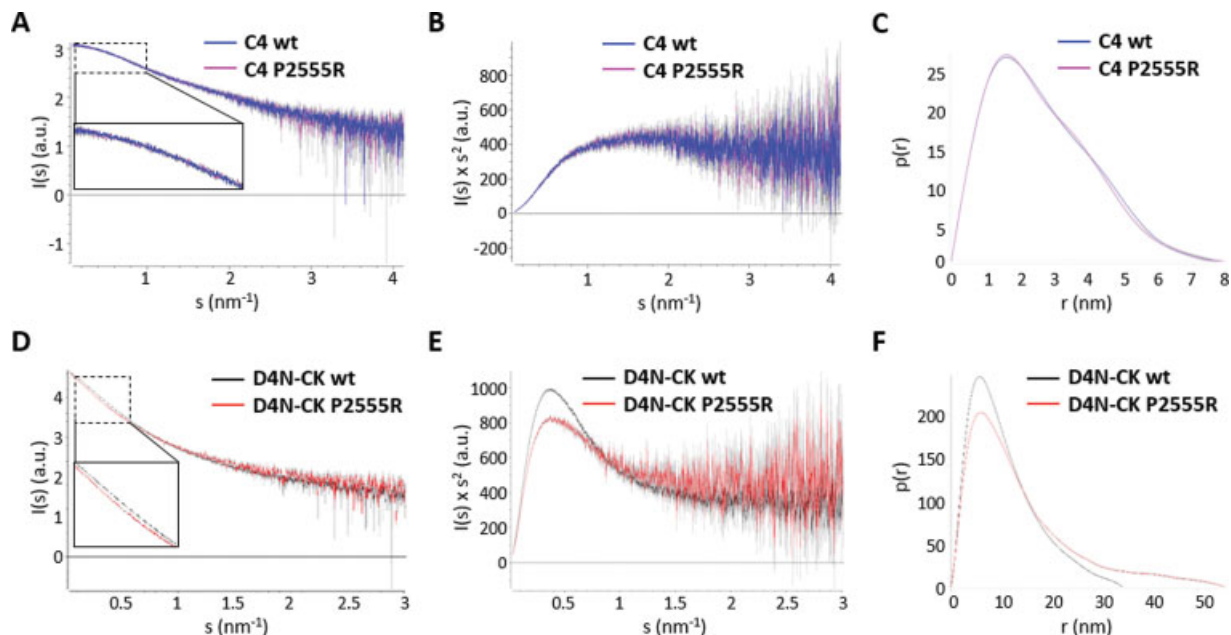 A
C4 wt
C4 P2555R
I(s) (a.u.)
3
2
1
0
-1
1
2
3
4
s (nm⁻¹)
B
C4 wt
C4 P2555R
I(s) x s² (a.u.)
1000
800
600
400
200
0
-200
1
2
3
4
s (nm⁻¹)
C
C4 wt
C4 P2555R
p(r)
25
20
15
10
5
0
0
1
2
3
4
5
6
7
8
r (nm)
D
D4N-CK wt
D4N-CK P2555R
I(s) (a.u.)
4
3
2
1
0
0.5
1
1.5
2
2.5
3
s (nm⁻¹)
E
D4N-CK wt
D4N-CK P2555R
I(s) x s² (a.u.)
1000
800
600
400
200
0
0.5
1
1.5
2
2.5
3
s (nm⁻¹)
F
D4N-CK wt
D4N-CK P2555R
p(r)
200
150
100
50
0
0
10
20
30
40
50
r (nm)